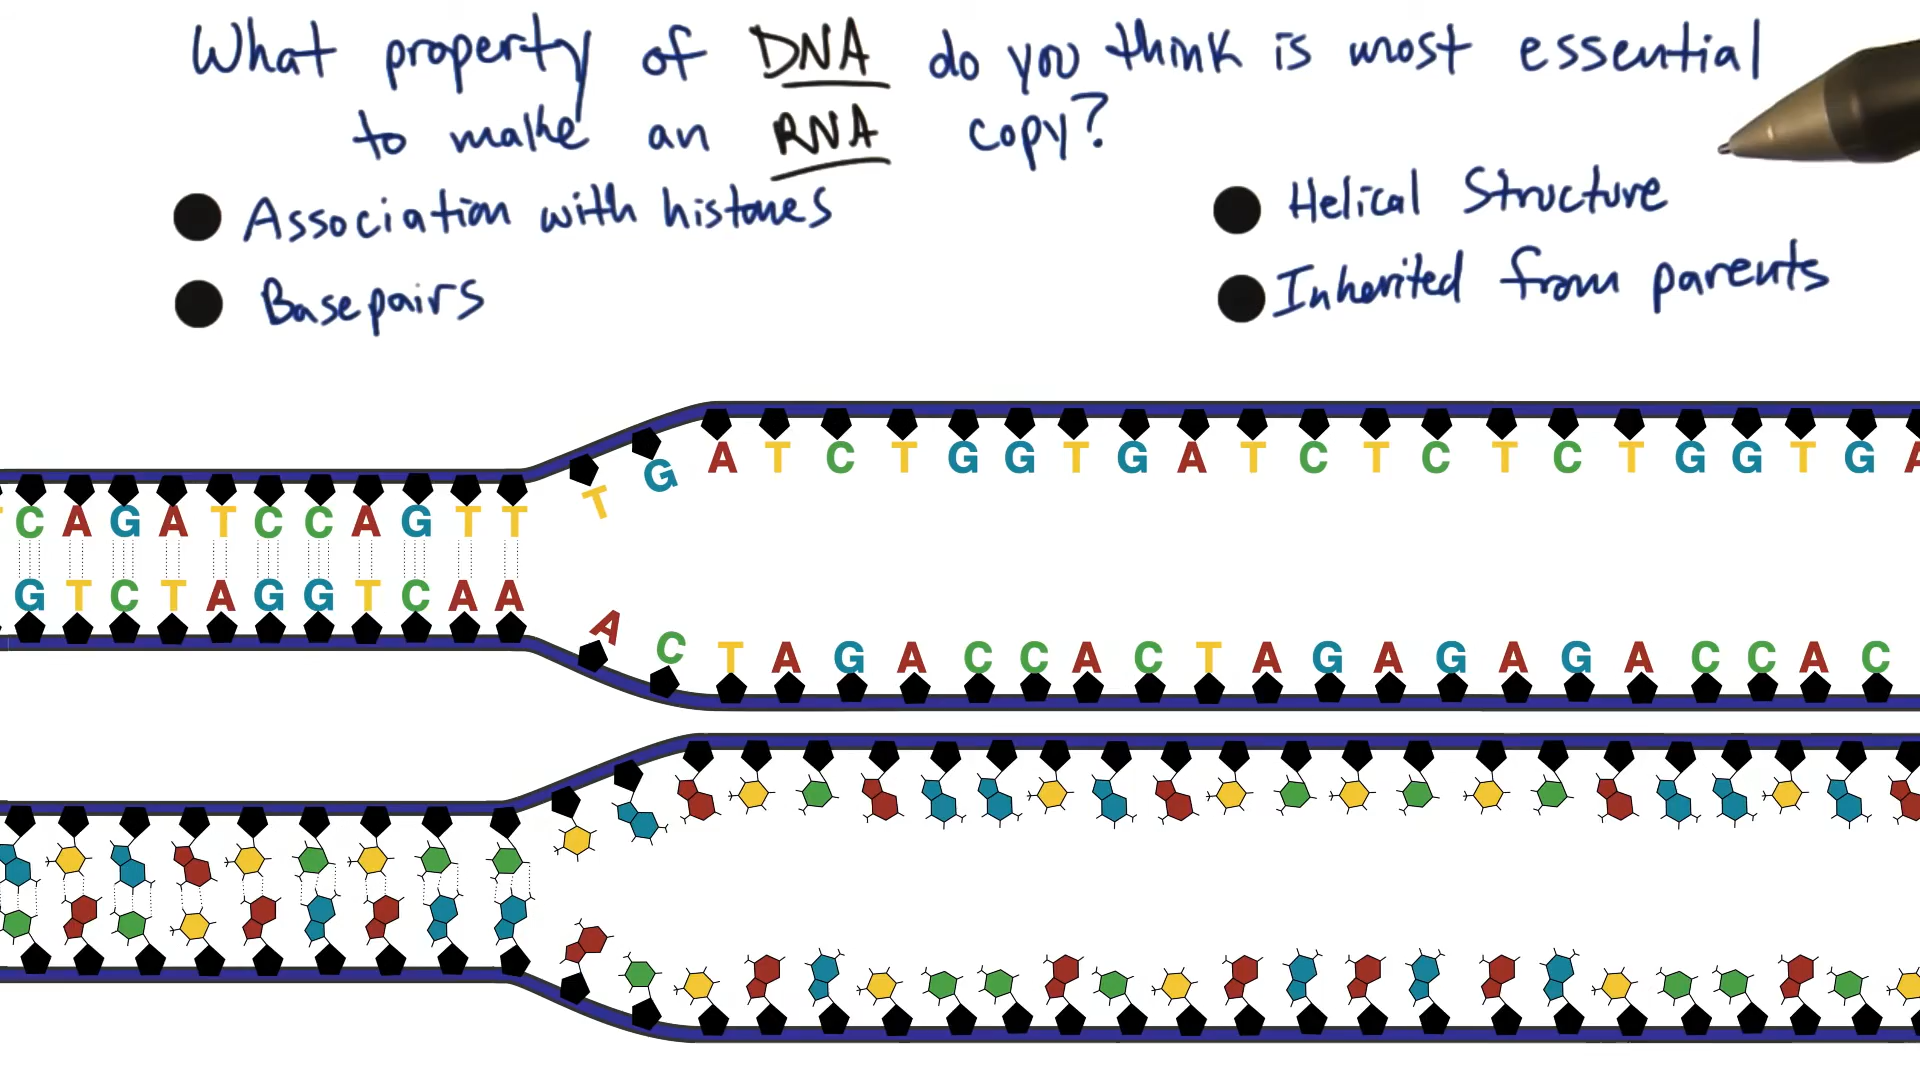 What property of DNA do you think is most essential
to make an RNA copy?
Association with histones
Helical Structure
Basepairs
Inherited from parents
A T C T G G T G A T C T C T C T G G T G A
T G
C A G A T C C A G T T
G T C T A G G T C A A
A C
T A G A C C A C T A G A G A G A C C A C